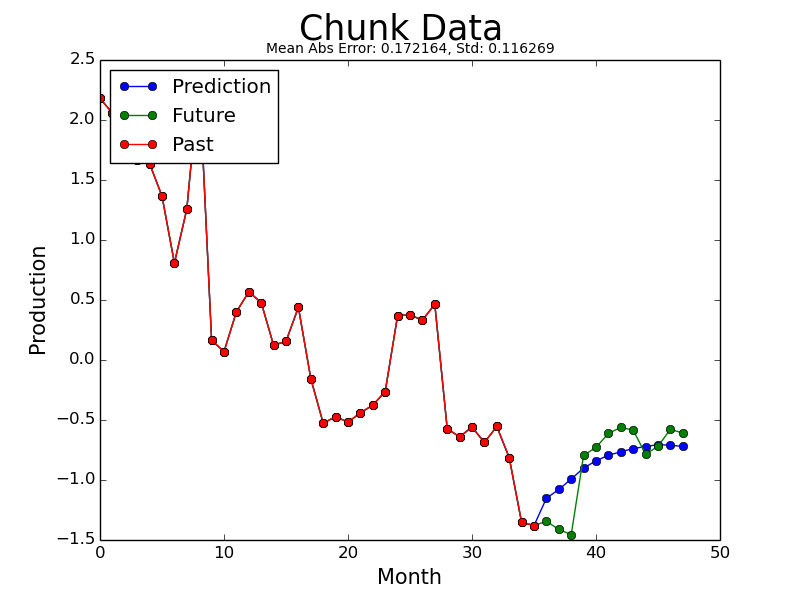 Chunk Data
Mean Abs Error: 0.172164, Std: 0.116269
2.5
2.0
1.5
1.0
0.5
0.0
−0.5
−1.0
−1.5
Production
Prediction
Future
Past
0 10 20 30 40 50
Month